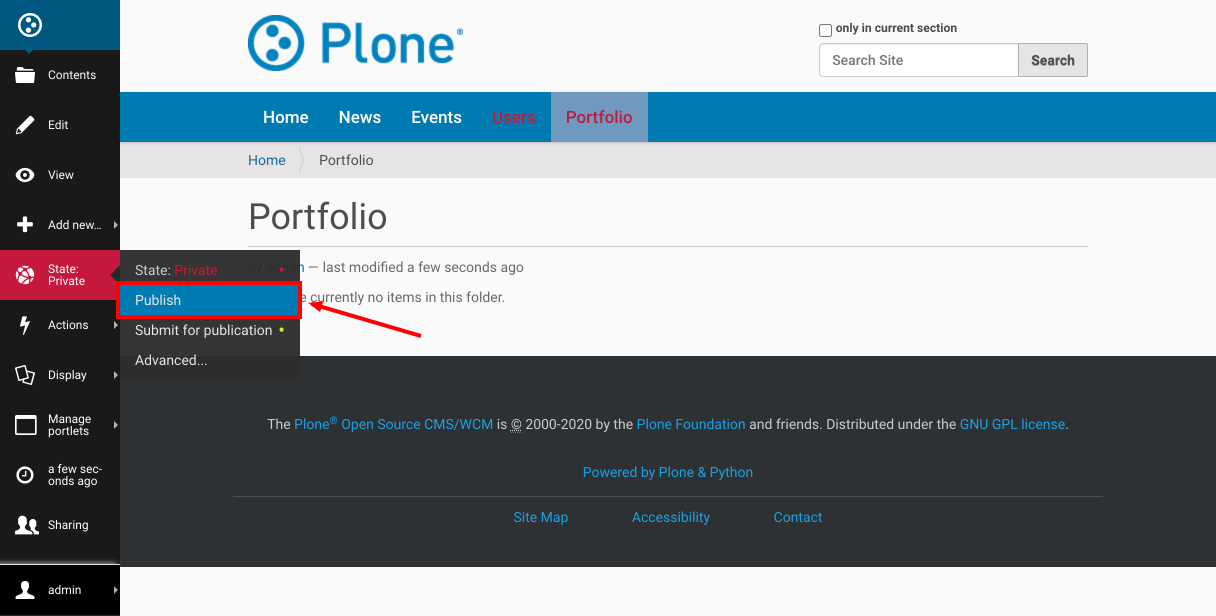 Plone®
only in current section
Search Site
Search
Home
News
Events
Users
Portfolio
Home
Portfolio
Contents
Edit
View
Add new...
State:
Private
Actions
Display
Manage
portlets
a few sec-
onds ago
Sharing
admin
Portfolio
State: Private
Publish
Submit for publication
Advanced...
by admin — last modified a few seconds ago
currently no items in this folder.
The Plone® Open Source CMS/WCM is © 2000-2020 by the Plone Foundation and friends. Distributed under the GNU GPL license.
Powered by Plone & Python
Site Map
Accessibility
Contact